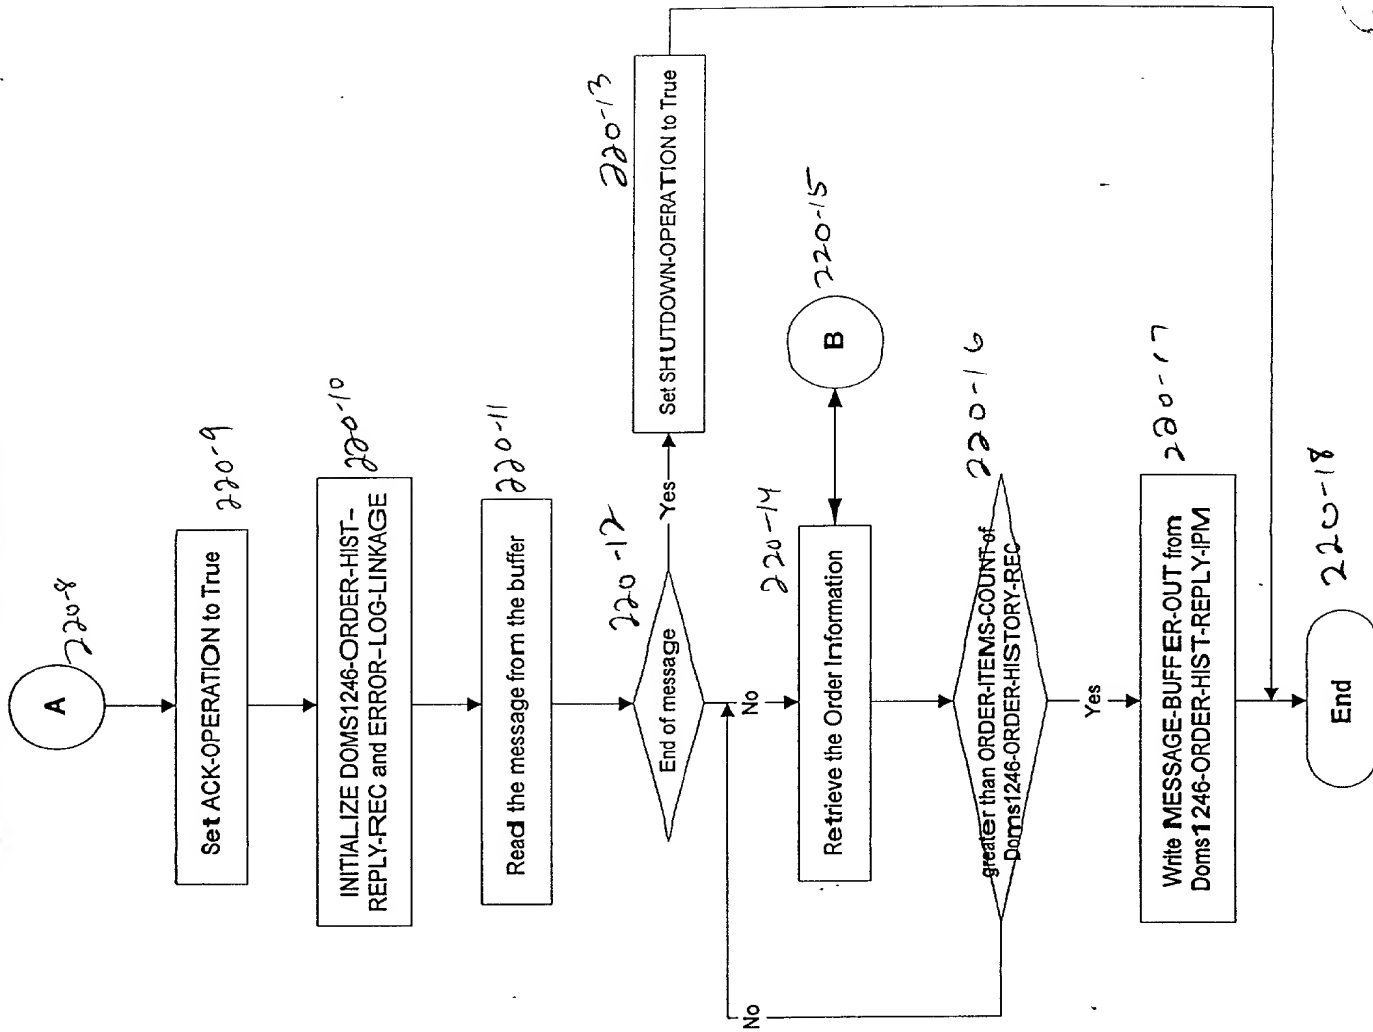 A
220-8
Set ACK-OPERATION to True
220-9
INITIALIZE DOMS1246-ORDER-HIST-
REPLY-REC and ERROR-LOG-LINKAGE
220-10
Read the message from the buffer
220-11
End of message
220-12
Yes
Set SHUTDOWN-OPERATION to True
220-13
No
Retrieve the Order Information
220-14
B
220-15
greater than ORDER-ITEMS-COUNT of
Doms1246-ORDER-HISTORY-REC
220-16
No
Yes
Write MESSAGE-BUFFER-OUT from
Doms1246-ORDER-HIST-REPLY-IPM
220-17
End
220-18